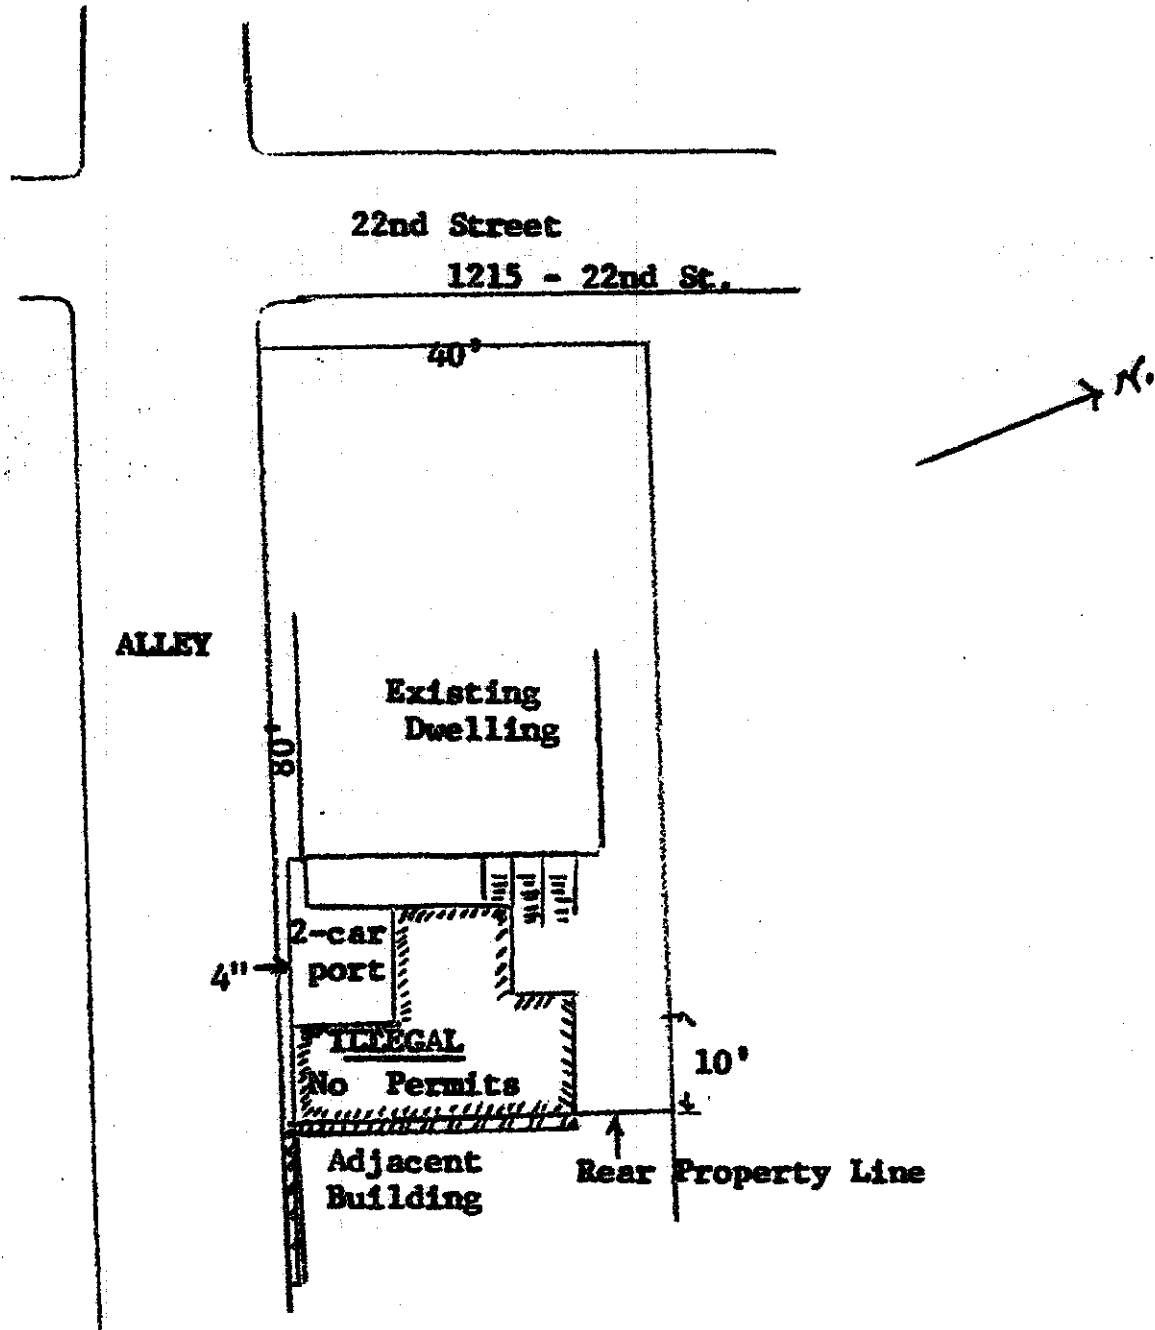 22nd Street
1215 - 22nd St.
40'
N.
ALLEY
Existing
Dwelling
80'
2-car
port
4"
ILLEGAL
No Permits
10'
Adjacent
Building
Rear Property Line